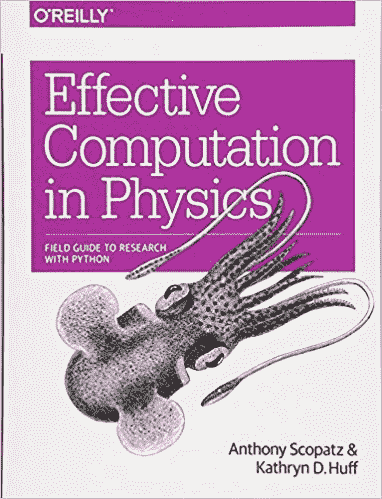 O'REILLY®
Effective
Computation
in Physics
FIELD GUIDE TO RESEARCH
WITH PYTHON
Anthony Scopatz &
Kathryn D. Huff